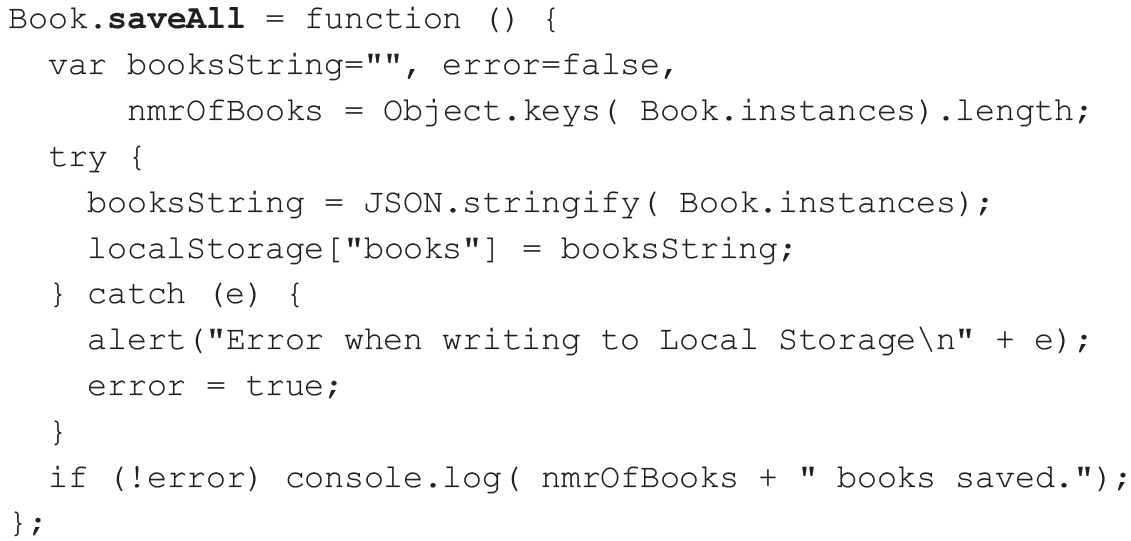 Book.saveAll = function () {
  var booksString="", error=false,
      nmrOfBooks = Object.keys( Book.instances).length;
  try {
    booksString = JSON.stringify( Book.instances);
    localStorage["books"] = booksString;
  } catch (e) {
    alert("Error when writing to Local Storage\n" + e);
    error = true;
  }
  if (!error) console.log( nmrOfBooks + " books saved.");
};